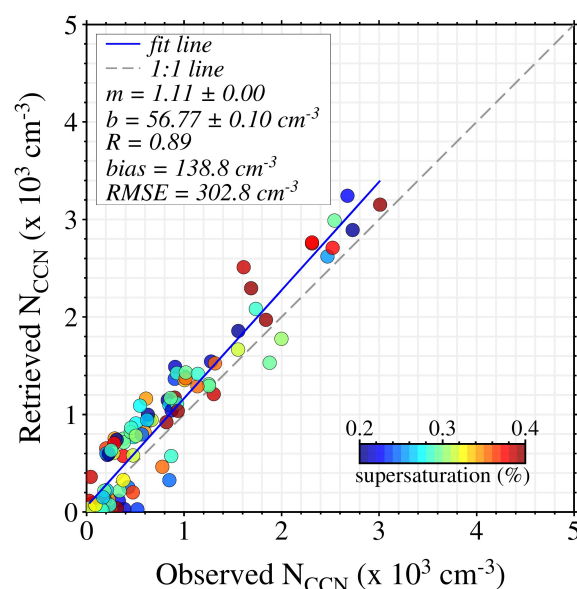 5
4
3
2
1
0
Retrieved N_CCN (x 10³ cm⁻³)
fit line
1:1 line
m = 1.11 ± 0.00
b = 56.77 ± 0.10 cm⁻³
R = 0.89
bias = 138.8 cm⁻³
RMSE = 302.8 cm⁻³
0.2 0.3 0.4
supersaturation (%)
0 1 2 3 4 5
Observed N_CCN (x 10³ cm⁻³)